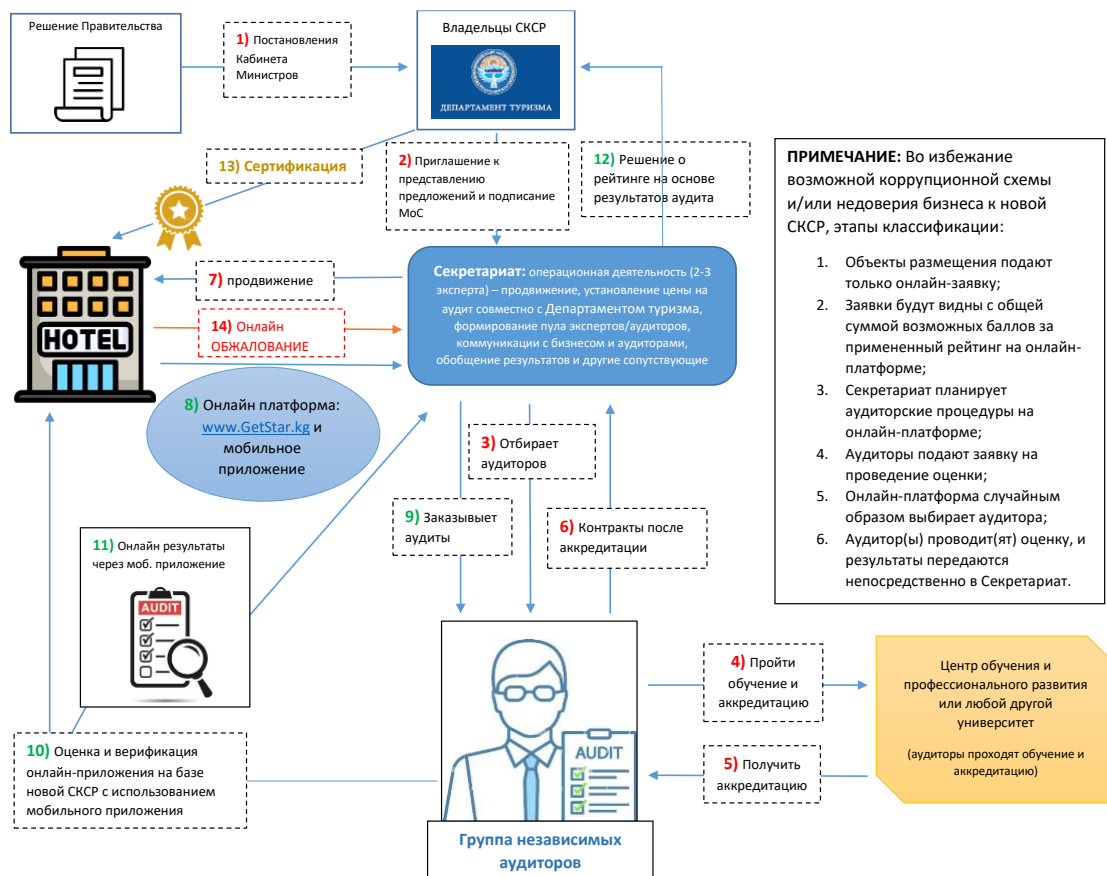 Решение Правительства
1) Постановления
Кабинета
Министров
Владельцы СКСР
ДЕПАРТАМЕНТ ТУРИЗМА
13) Сертификация
2) Приглашение к
представлению
предложений и подписание
МоС
12) Решение о
рейтинге на основе
результатов аудита
ПРИМЕЧАНИЕ: Во избежание
возможной коррупционной схемы
и/или недоверия бизнеса к новой
СКСР, этапы классификации:
1. Объекты размещения подают
только онлайн-заявку;
2. Заявки будут видны с общей
суммой возможных баллов за
примененный рейтинг на онлайн-
платформе;
3. Секретариат планирует
аудиторские процедуры на
онлайн-платформе;
4. Аудиторы подают заявку на
проведение оценки;
5. Онлайн-платформа случайным
образом выбирает аудитора;
6. Аудитор(ы) проводит(ят) оценку, и
результаты передаются
непосредственно в Секретариат.
HOTEL
7) продвижение
14) Онлайн
ОБЖАЛОВАНИЕ
Секретариат: операционная деятельность (2-3
эксперта) – продвижение, установление цены на
аудит совместно с Департаментом туризма,
формирование пула экспертов/аудиторов,
коммуникации с бизнесом и аудиторами,
обобщение результатов и другие сопутствующие
8) Онлайн платформа:
www.GetStar.kg и
мобильное
приложение
3) Отбирает
аудиторов
9) Заказывыет
аудиты
6) Контракты после
аккредитации
11) Онлайн результаты
через моб. приложение
AUDIT
10) Оценка и верификация
онлайн-приложения на базе
новой СКСР с использованием
мобильного приложения
AUDIT
Группа независимых
аудиторов
4) Пройти
обучение и
аккредитацию
5) Получить
аккредитацию
Центр обучения и
профессионального развития
или любой другой
университет
(аудиторы проходят обучение и
аккредитацию)